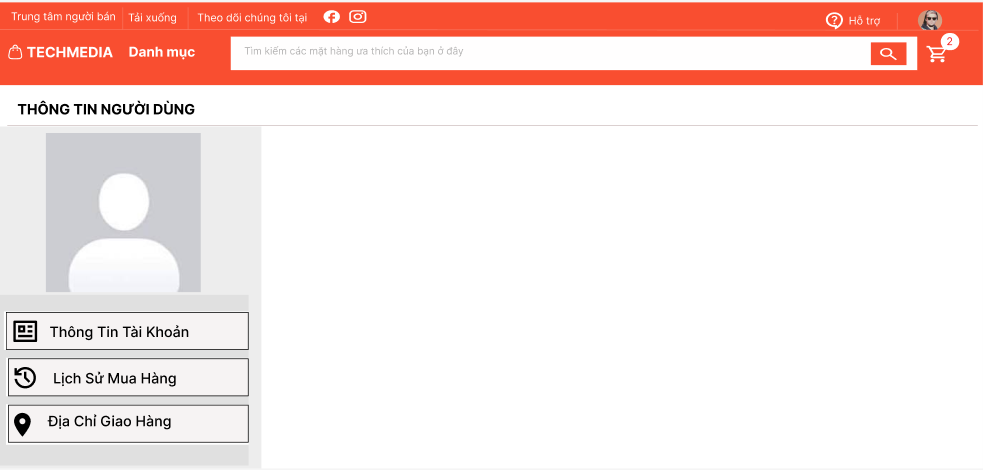 Trung tâm người bán Tải xuống Theo dõi chúng tôi tại Hỗ trợ
TECHMEDIA Danh mục Tìm kiếm các mặt hàng ưa thích của bạn ở đây 2
THÔNG TIN NGƯỜI DÙNG
Thông Tin Tài Khoản
Lịch Sử Mua Hàng
Địa Chỉ Giao Hàng